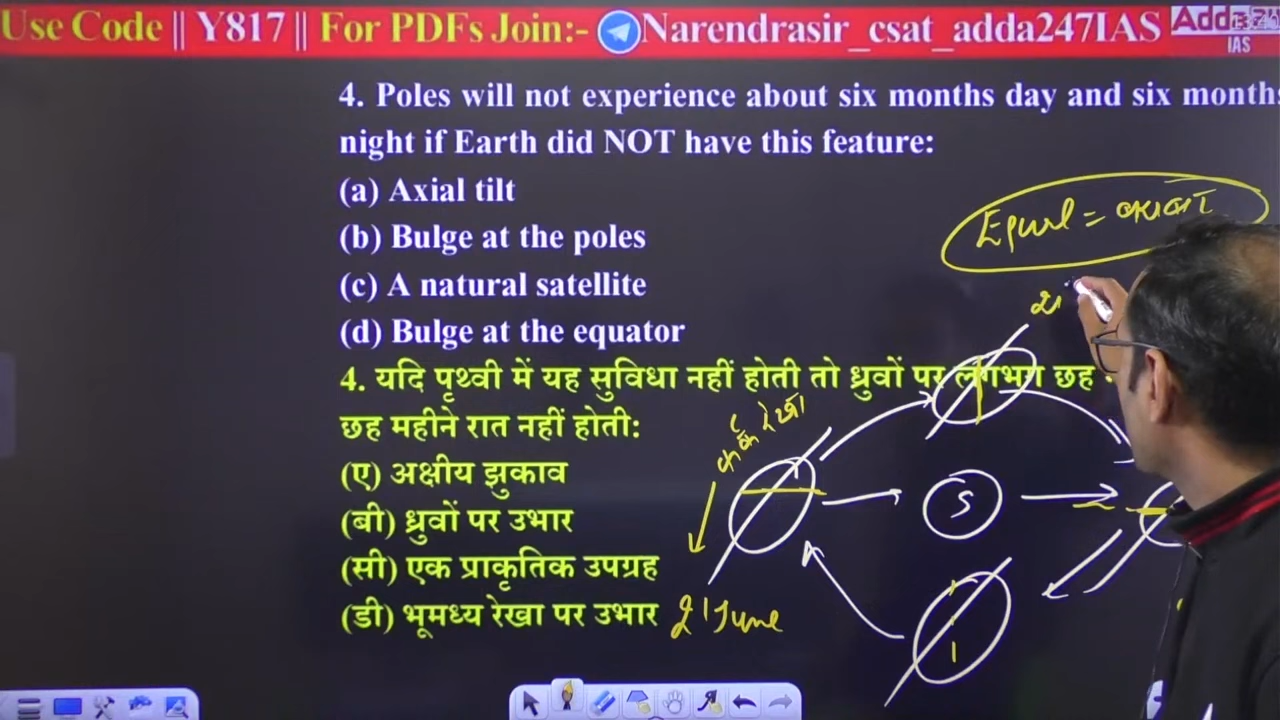 Use Code || Y817 || For PDFs Join:- Narendrasir_csat_adda247IAS
IAS
4. Poles will not experience about six months day and six months
night if Earth did NOT have this feature:
(a) Axial tilt
(b) Bulge at the poles
(c) A natural satellite
(d) Bulge at the equator
4. यदि पृथ्वी में यह सुविधा नहीं होती तो ध्रुवों पर लगभग छह
छह महीने रात नहीं होती:
(ए) अक्षीय झुकाव
(बी) ध्रुवों पर उभार
(सी) एक प्राकृतिक उपग्रह
(डी) भूमध्य रेखा पर उभार
कर्क रेखा
S
21 June